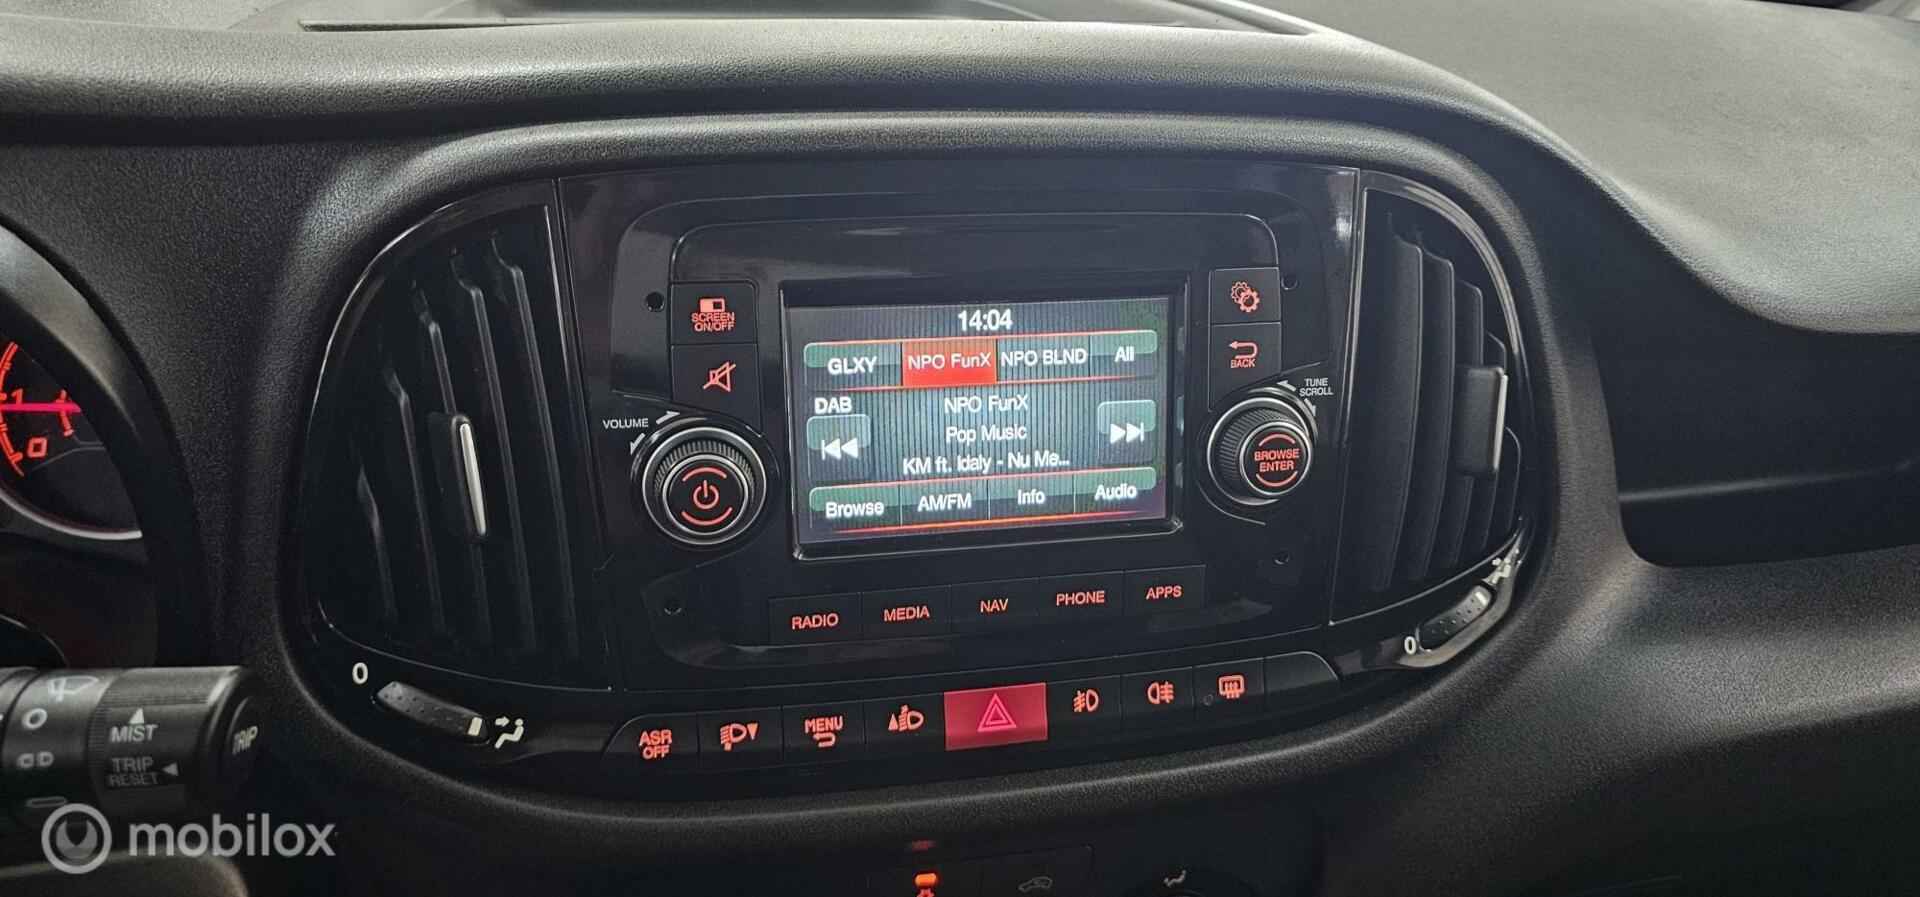 14:04
GLXY NPO FunX NPO BLND All
DAB NPO FunX
Pop Music
KM ft. Idaly - Nu Me...
Browse AM/FM Info Audio
SCREEN
ON/OFF
BACK
VOLUME
TUNE
SCROLL
BROWSE
ENTER
RADIO MEDIA NAV PHONE APPS
0
0
ASR
OFF
MENU
1
0
MIST
TRIP
RESET
TRIP
mobilox